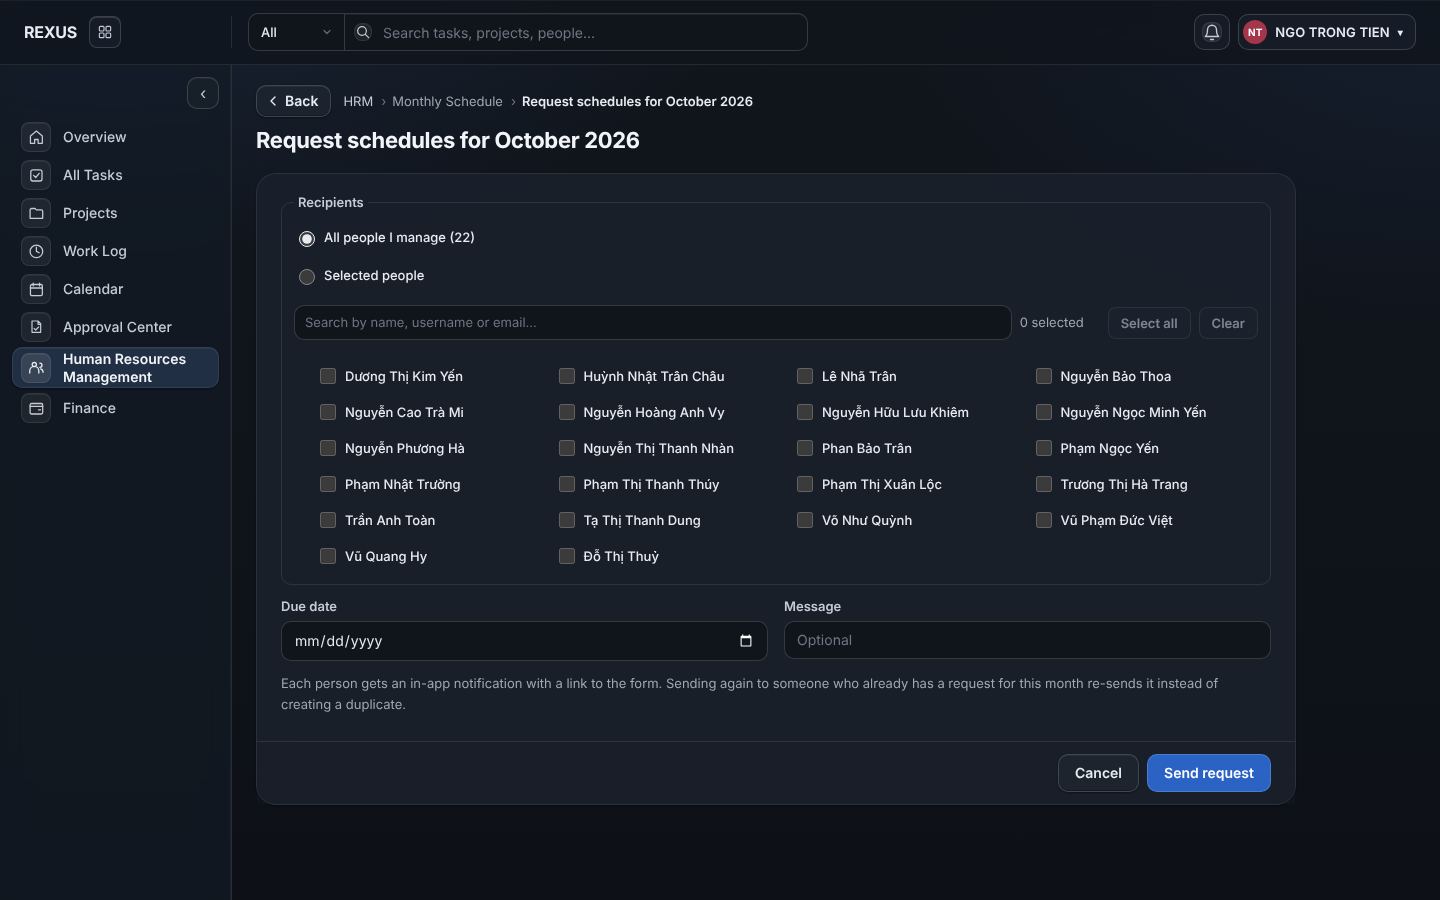 REXUS
All
Search tasks, projects, people...
NT
NGO TRONG TIEN
Overview
All Tasks
Projects
Work Log
Calendar
Approval Center
Human Resources
Management
Finance
Back
HRM › Monthly Schedule › Request schedules for October 2026
Request schedules for October 2026
Recipients
All people I manage (22)
Selected people
Search by name, username or email...
0 selected
Select all
Clear
Dương Thị Kim Yến
Huỳnh Nhật Trân Châu
Lê Nhã Trân
Nguyễn Bảo Thoa
Nguyễn Cao Trà Mi
Nguyễn Hoàng Anh Vy
Nguyễn Hữu Lưu Khiêm
Nguyễn Ngọc Minh Yến
Nguyễn Phương Hà
Nguyễn Thị Thanh Nhàn
Phan Bảo Trân
Phạm Ngọc Yến
Phạm Nhật Trường
Phạm Thị Thanh Thúy
Phạm Thị Xuân Lộc
Trương Thị Hà Trang
Trần Anh Toàn
Tạ Thị Thanh Dung
Võ Như Quỳnh
Vũ Phạm Đức Việt
Vũ Quang Hy
Đỗ Thị Thuỷ
Due date
Message
mm/dd/yyyy
Optional
Each person gets an in-app notification with a link to the form. Sending again to someone who already has a request for this month re-sends it instead of
creating a duplicate.
Cancel
Send request